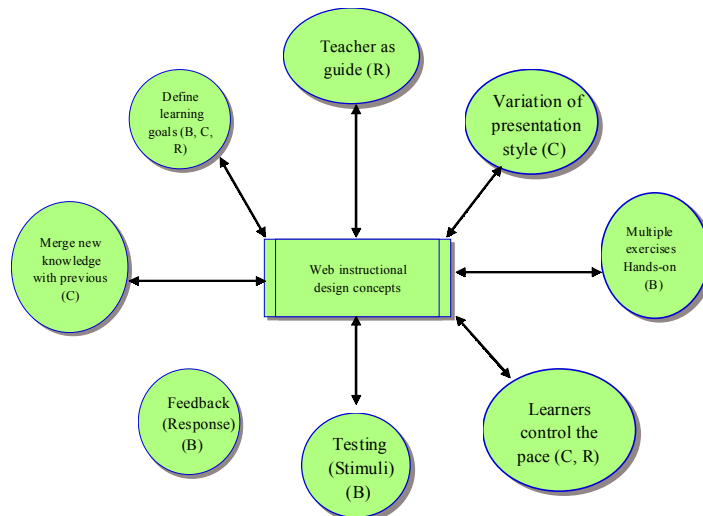 Teacher as
guide (R)
Define
learning
goals (B, C,
R)
Variation of
presentation
style (C)
Merge new
knowledge
with previous
(C)
Web instructional
design concepts
Multiple
exercises
Hands-on
(B)
Feedback
(Response)
(B)
Testing
(Stimuli)
(B)
Learners
control the
pace (C, R)